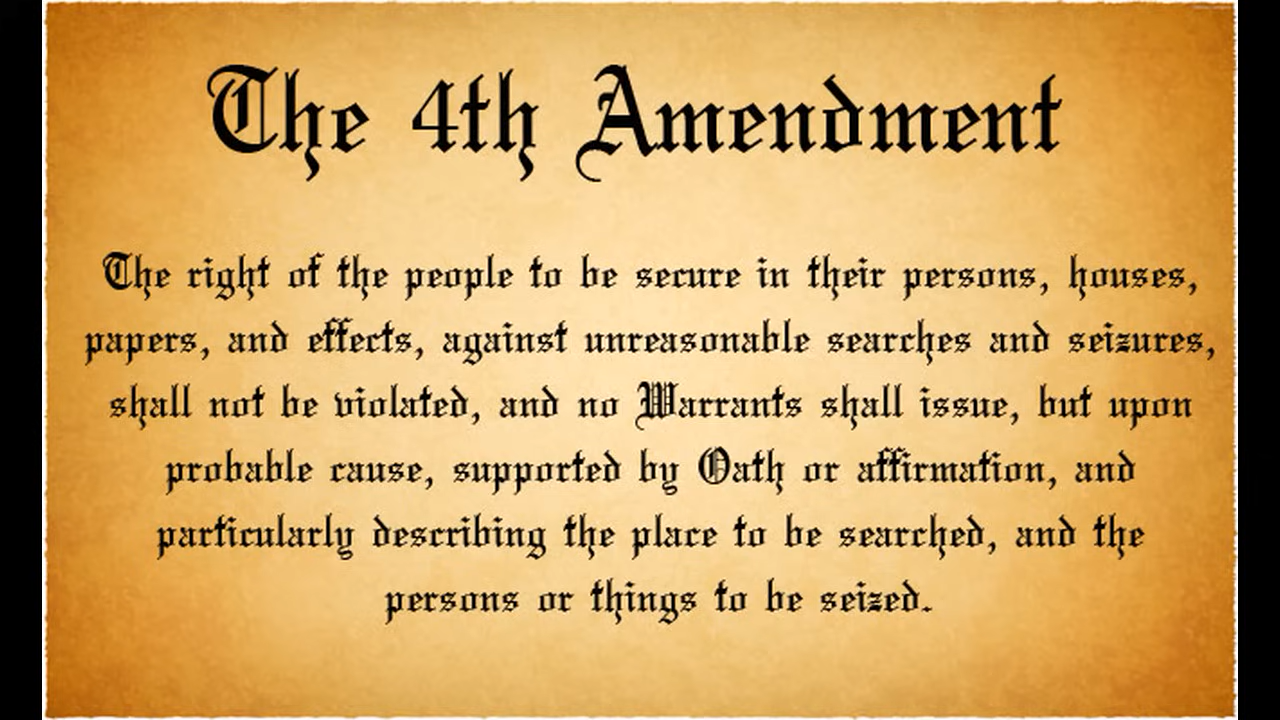 The 4th Amendment
The right of the people to be secure in their persons, houses,
papers, and effects, against unreasonable searches and seizures,
shall not be violated, and no Warrants shall issue, but upon
probable cause, supported by Oath or affirmation, and
particularly describing the place to be searched, and the
persons or things to be seized.